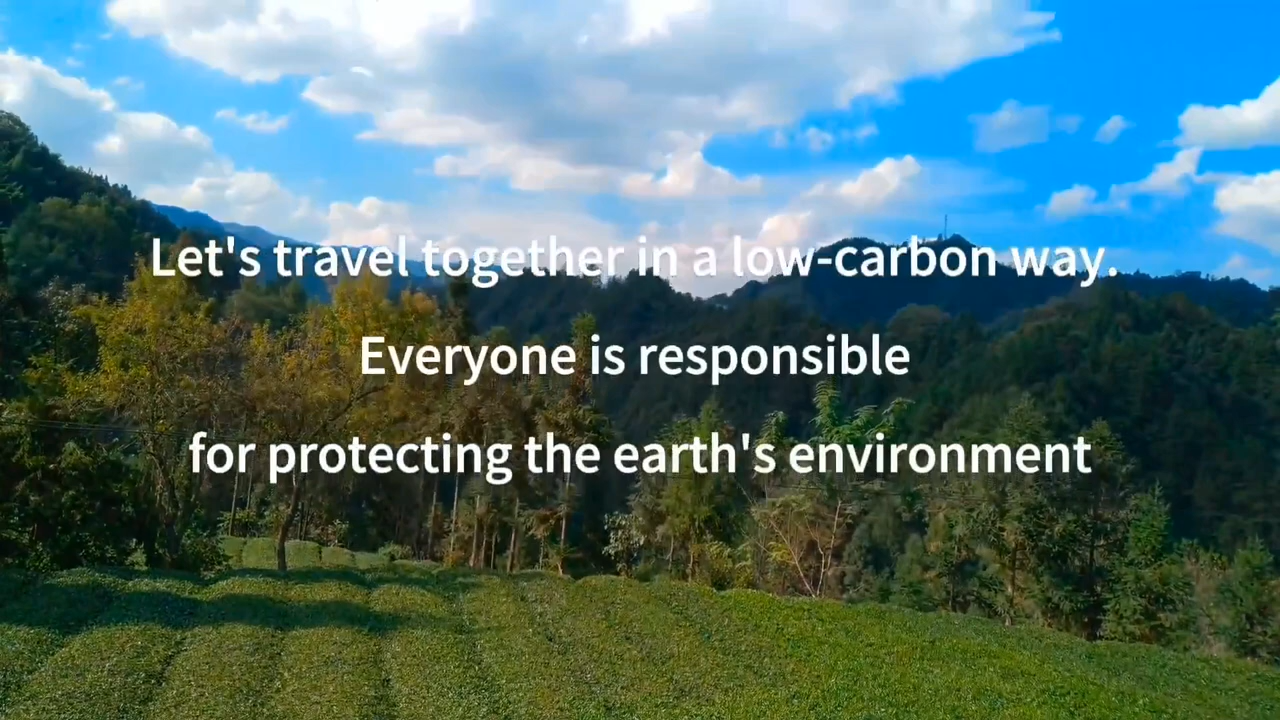 Let's travel together in a low-carbon way.
Everyone is responsible
for protecting the earth's environment